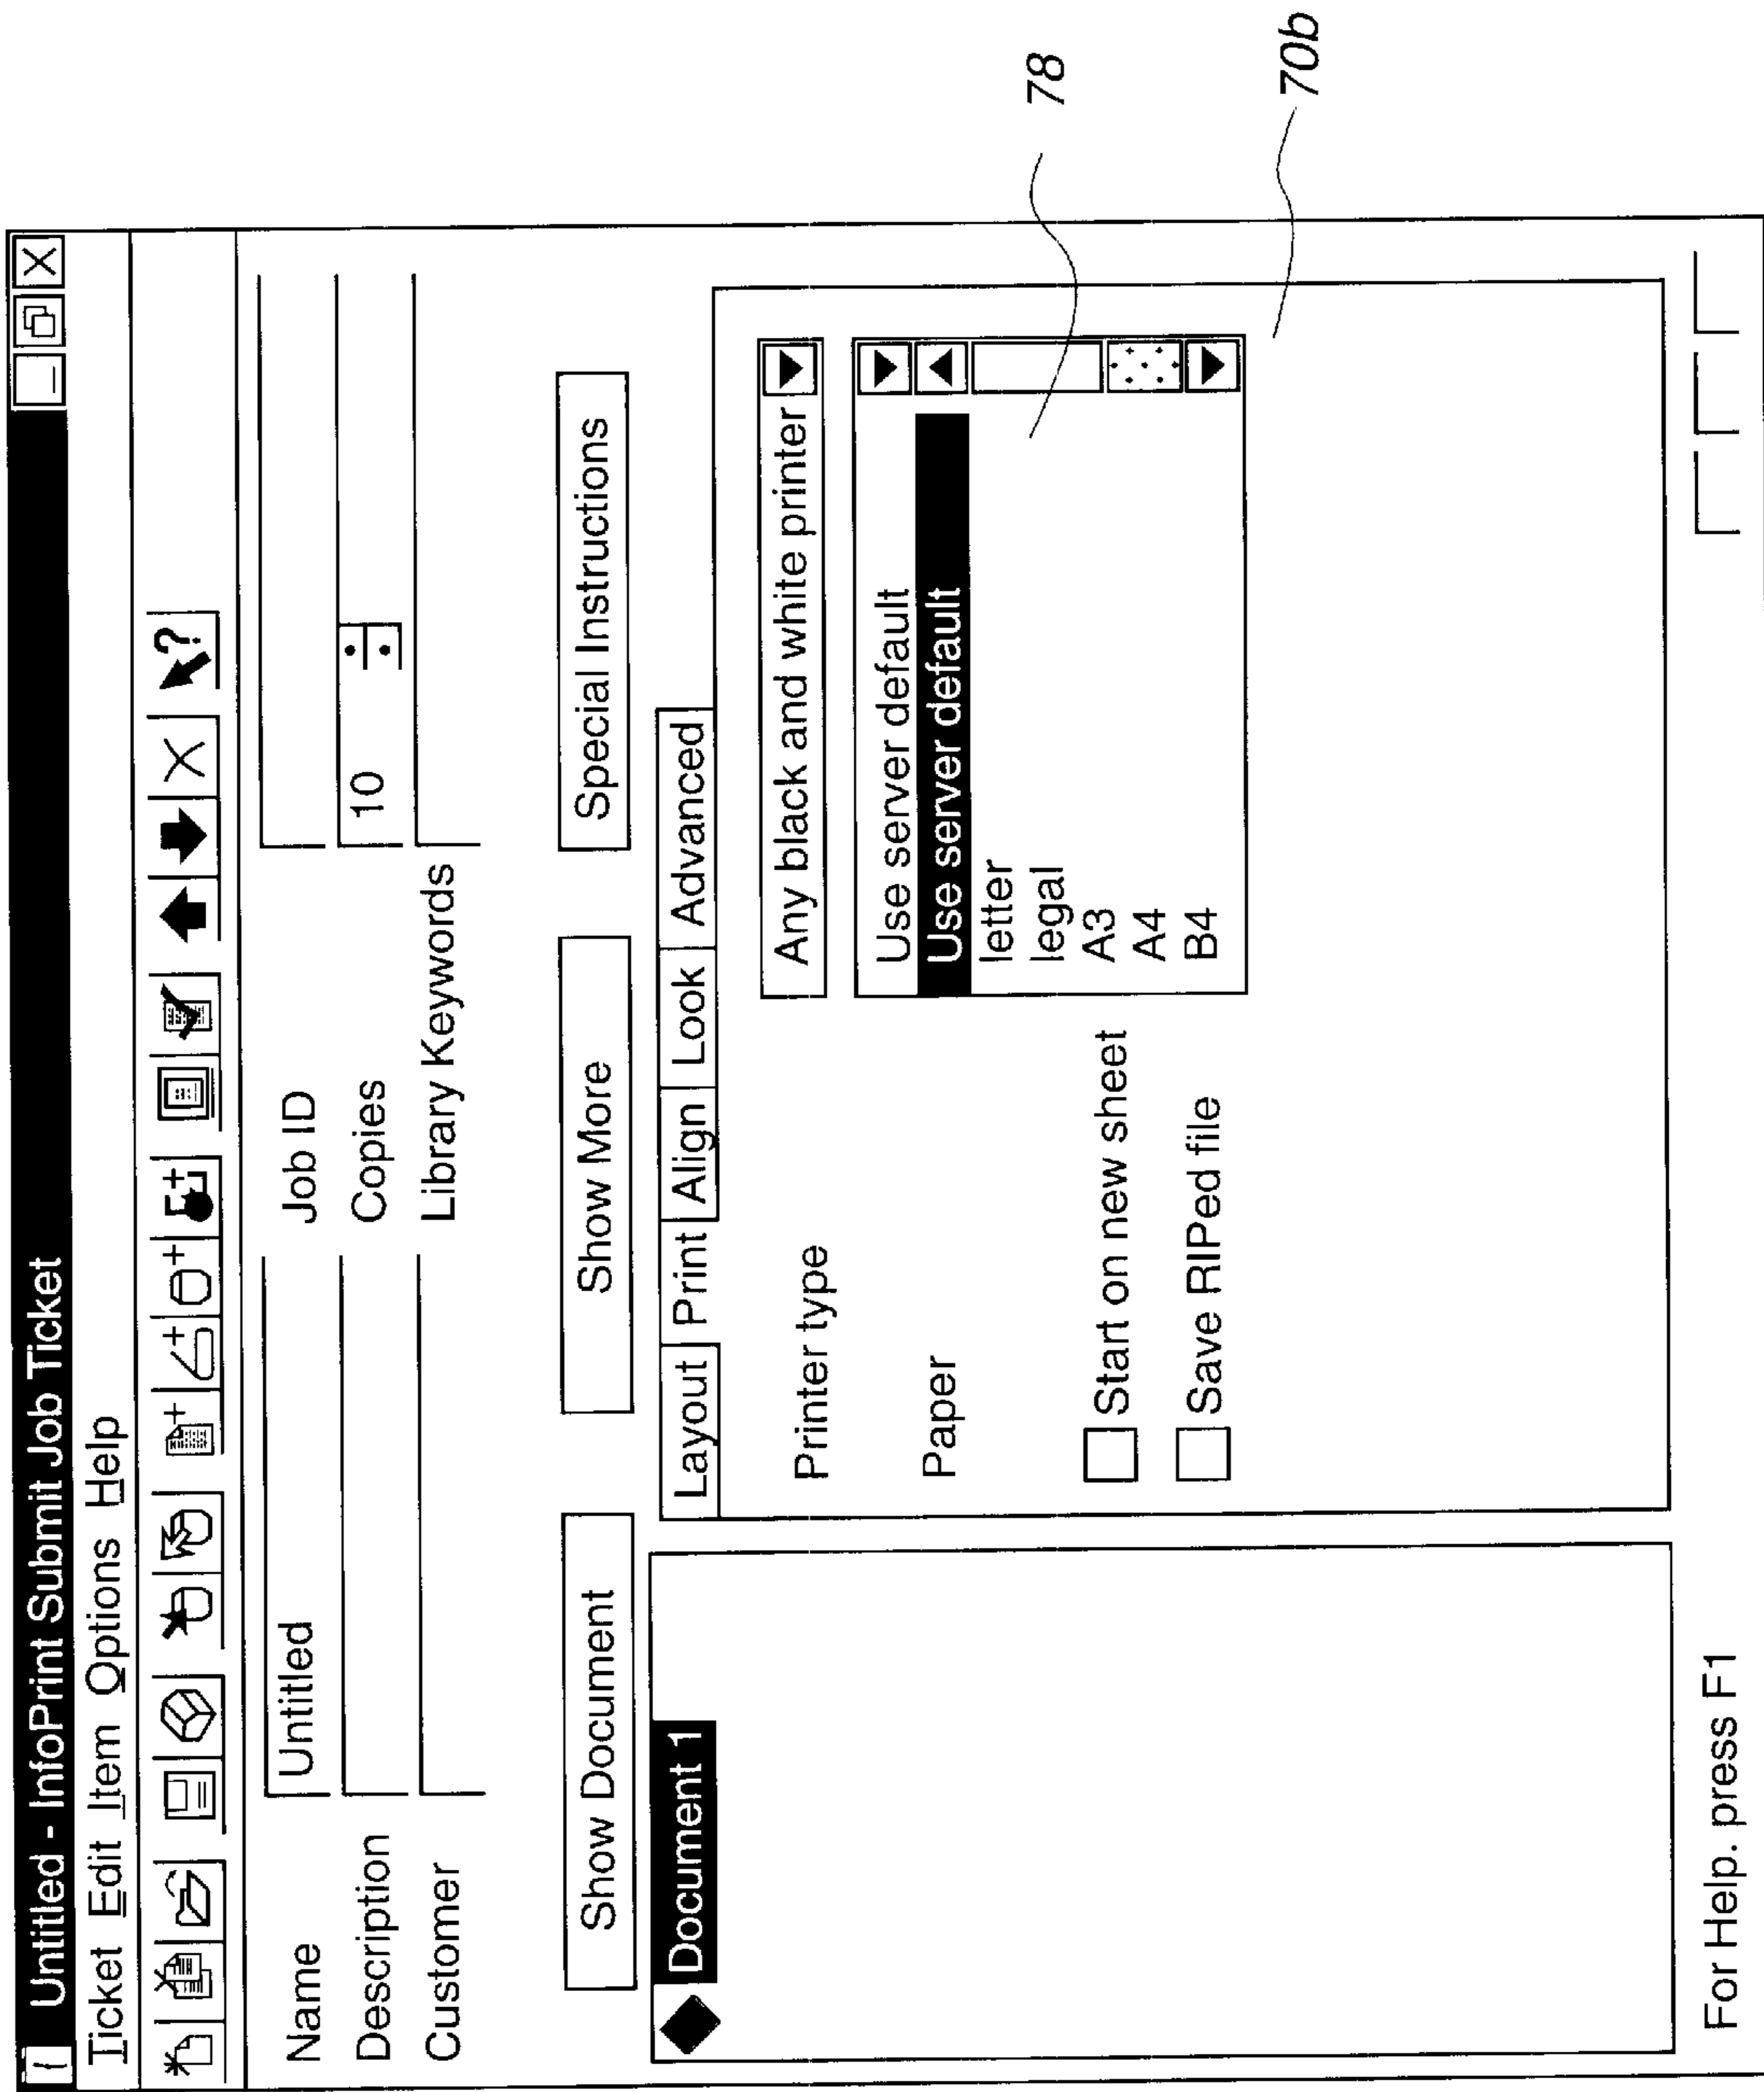 Untitled - InfoPrint Submit Job Ticket
Ticket Edit Item Options Help
Name Untitled Job ID
Description Copies 10
Customer Library Keywords
Show Document Show More Special Instructions
Document 1
Layout Print Align Look Advanced
Printer type Any black and white printer
Paper Use server default
Use server default
letter
legal
A3
A4
B4
Start on new sheet
Save RIPed file
For Help. press F1
78
70b